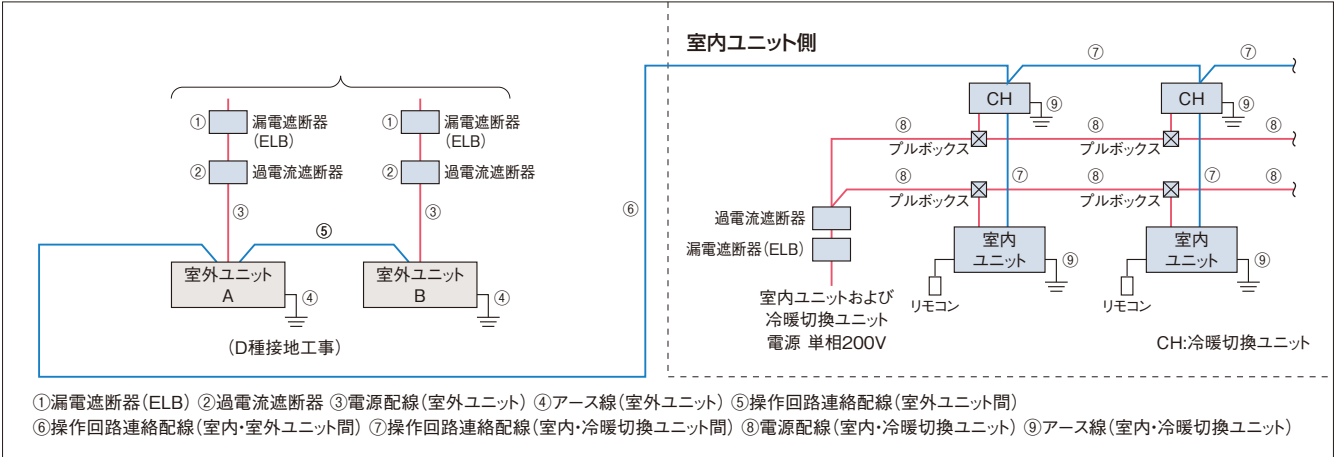 室内ユニット側
⑦ ⑦
CH ⑨ CH ⑨
① 漏電遮断器
(ELB)
① 漏電遮断器
(ELB)
⑧ ⑧ ⑧
プルボックス プルボックス
② 過電流遮断器 ② 過電流遮断器
⑧ ⑦ ⑧ ⑦ ⑧
プルボックス プルボックス
③ ③ ⑥
過電流遮断器
⑤
漏電遮断器(ELB)
室内
ユニット
⑨
室内
ユニット
⑨
室外ユニット
A
④
室外ユニット
B
④
リモコン リモコン
室内ユニットおよび
冷暖切換ユニット
電源 単相200V
(D種接地工事)
CH:冷暖切換ユニット
①漏電遮断器(ELB) ②過電流遮断器 ③電源配線(室外ユニット) ④アース線(室外ユニット) ⑤操作回路連絡配線(室外ユニット間)
⑥操作回路連絡配線(室内・室外ユニット間) ⑦操作回路連絡配線(室内・冷暖切換ユニット間) ⑧電源配線(室内・冷暖切換ユニット) ⑨アース線(室内・冷暖切換ユニット)